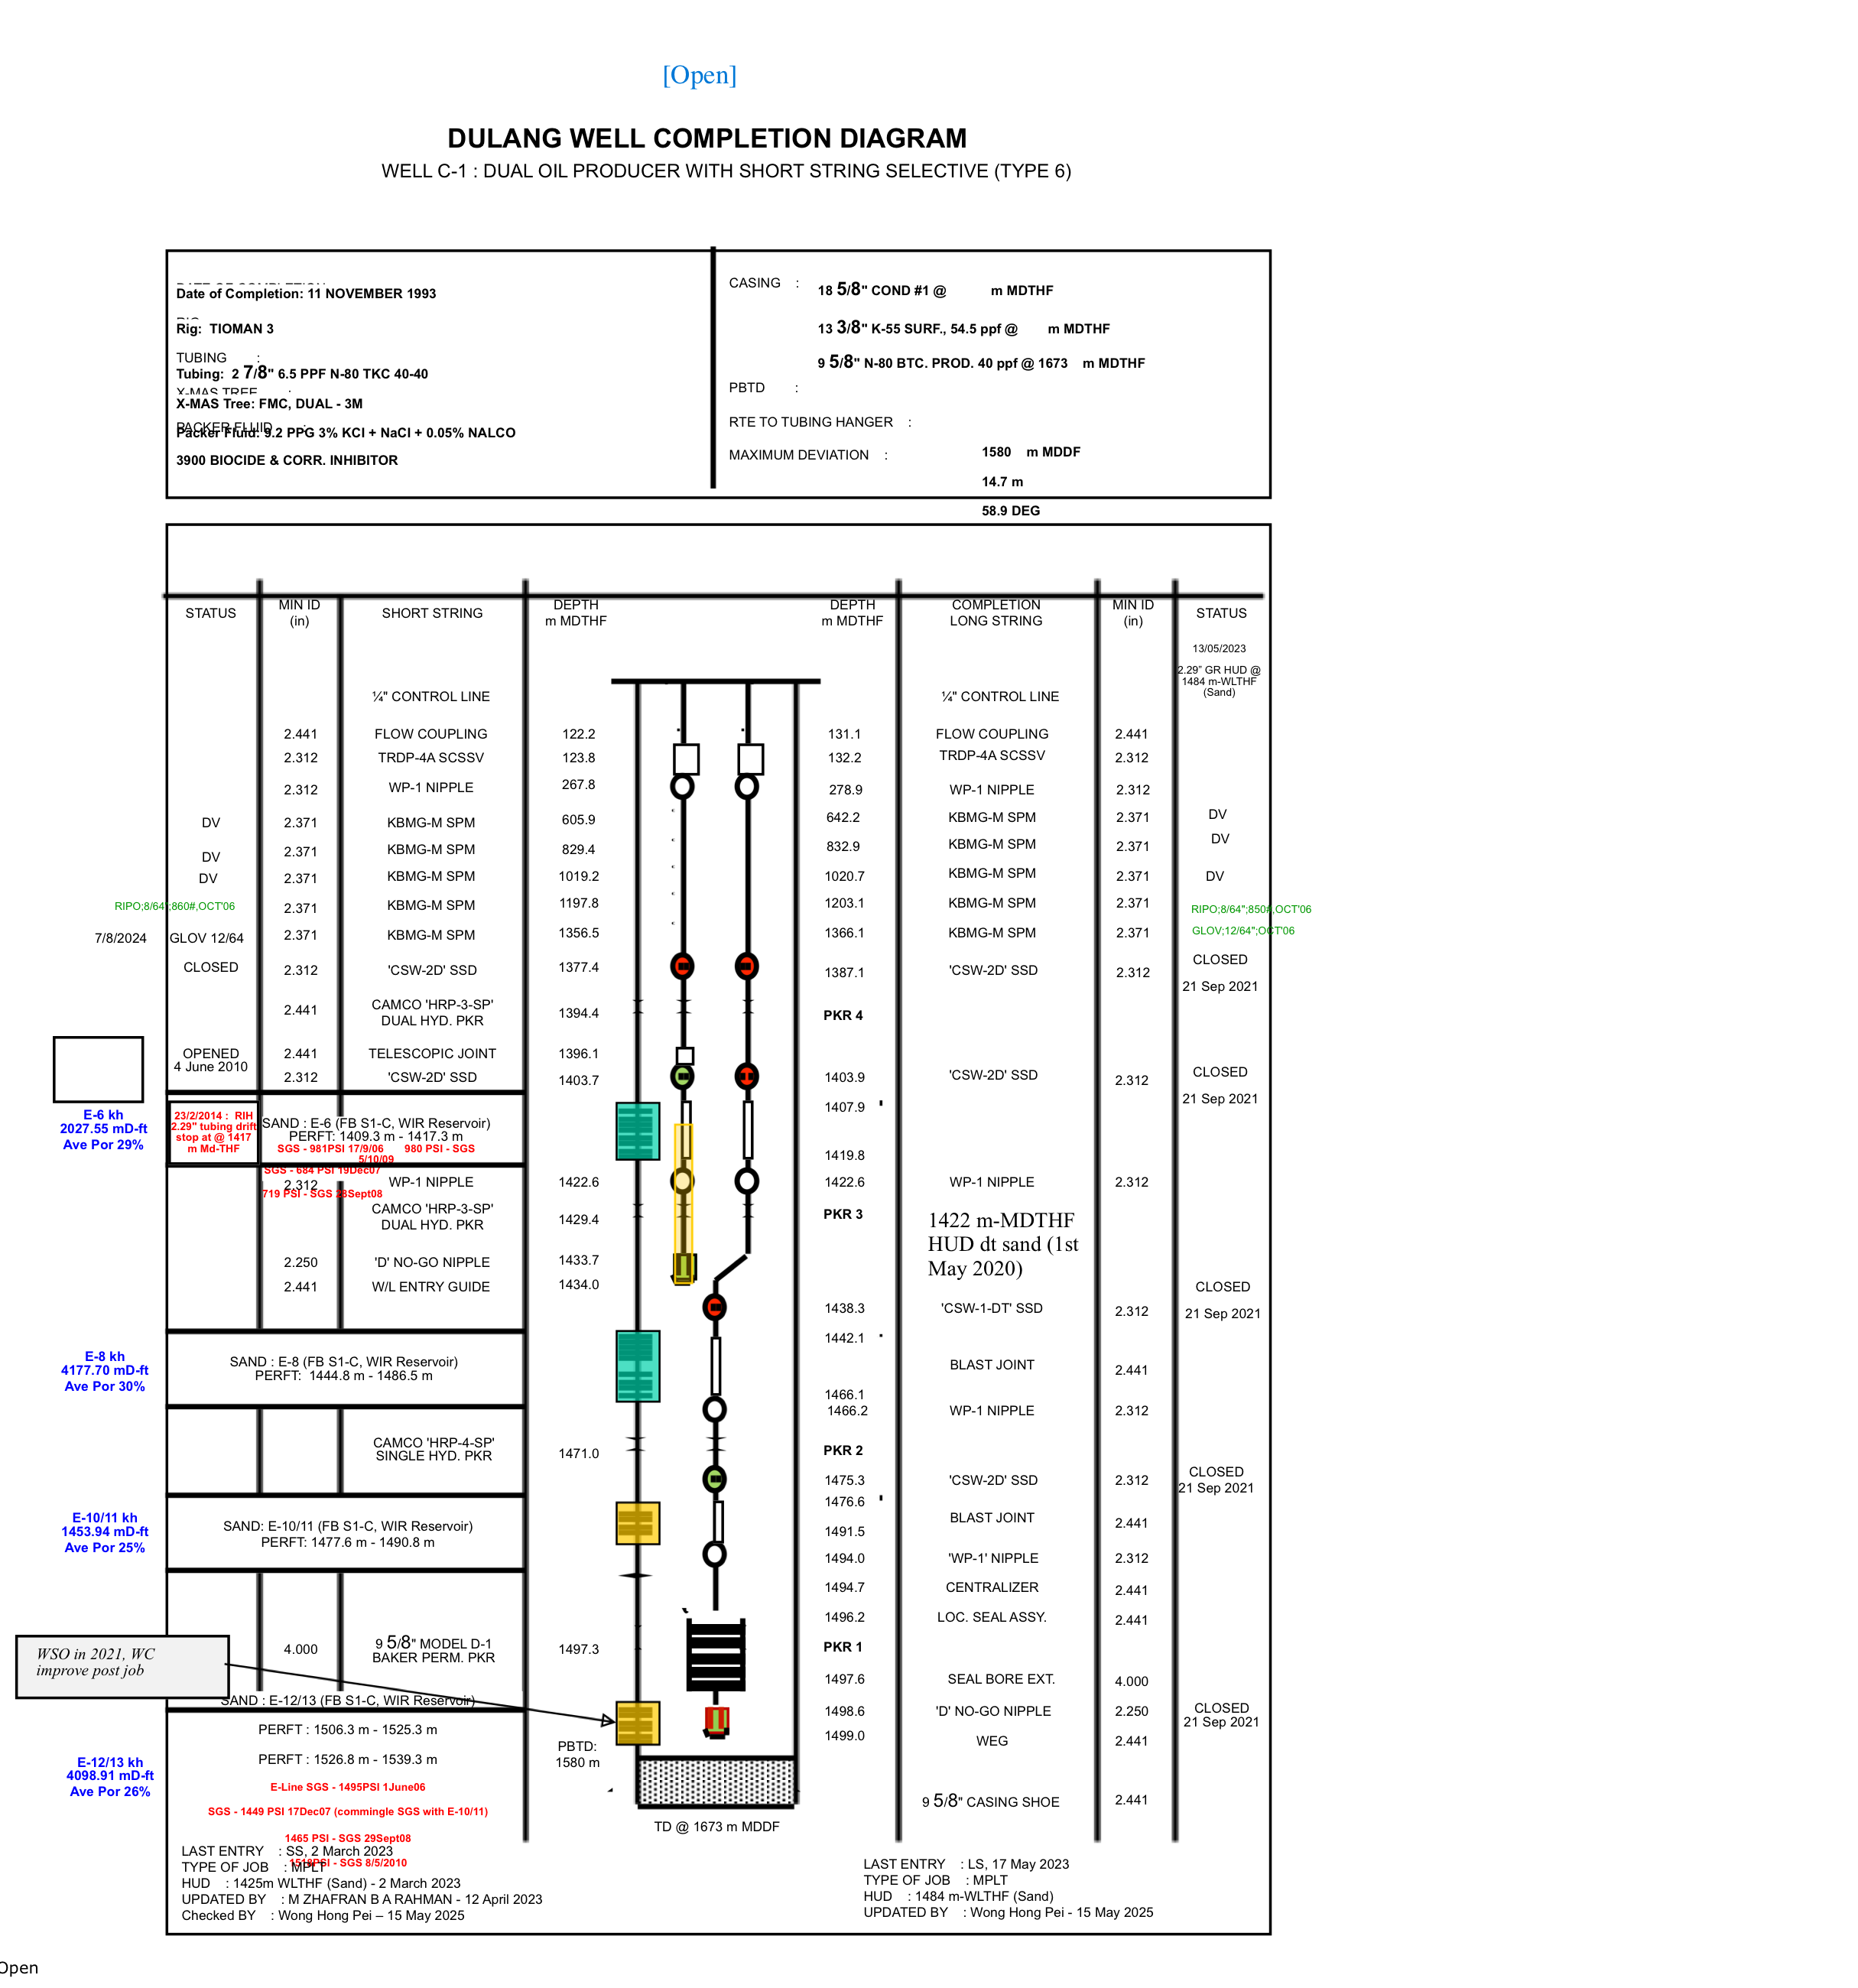 [Open]
DULANG WELL COMPLETION DIAGRAM
WELL C-1 : DUAL OIL PRODUCER WITH SHORT STRING SELECTIVE (TYPE 6)
Date of Completion: 11 NOVEMBER 1993
Rig: TIOMAN 3
TUBING :
Tubing: 2 7/8" 6.5 PPF N-80 TKC 40-40
X-MAS TREE :
X-MAS Tree: FMC, DUAL - 3M
PACKER FLUID :
Packer Fluid: 9.2 PPG 3% KCl + NaCl + 0.05% NALCO
3900 BIOCIDE & CORR. INHIBITOR
CASING : 18 5/8" COND #1 @ m MDTHF
13 3/8" K-55 SURF., 54.5 ppf @ m MDTHF
9 5/8" N-80 BTC. PROD. 40 ppf @ 1673 m MDTHF
PBTD :
RTE TO TUBING HANGER :
MAXIMUM DEVIATION :
1580 m MDDF
14.7 m
58.9 DEG
STATUS MIN ID (in) SHORT STRING DEPTH m MDTHF DEPTH m MDTHF COMPLETION LONG STRING MIN ID (in) STATUS
13/05/2023
2.29" GR HUD @
1484 m-WLTHF
(Sand)
¼" CONTROL LINE ¼" CONTROL LINE
2.441 FLOW COUPLING 122.2 131.1 FLOW COUPLING 2.441
2.312 TRDP-4A SCSSV 123.8 132.2 TRDP-4A SCSSV 2.312
2.312 WP-1 NIPPLE 267.8 278.9 WP-1 NIPPLE 2.312
DV 2.371 KBMG-M SPM 605.9 642.2 KBMG-M SPM 2.371 DV
DV 2.371 KBMG-M SPM 829.4 832.9 KBMG-M SPM 2.371 DV
DV 2.371 KBMG-M SPM 1019.2 1020.7 KBMG-M SPM 2.371 DV
RIPO;8/64";860#,OCT'06 2.371 KBMG-M SPM 1197.8 1203.1 KBMG-M SPM 2.371 RIPO;8/64";850#,OCT'06
7/8/2024 GLOV 12/64 2.371 KBMG-M SPM 1356.5 1366.1 KBMG-M SPM 2.371 GLOV;12/64";OCT'06
CLOSED 2.312 'CSW-2D' SSD 1377.4 1387.1 'CSW-2D' SSD 2.312 CLOSED
21 Sep 2021
2.441 CAMCO 'HRP-3-SP' 1394.4 PKR 4
DUAL HYD. PKR
OPENED 2.441 TELESCOPIC JOINT 1396.1
4 June 2010
2.312 'CSW-2D' SSD 1403.7 1403.9 'CSW-2D' SSD 2.312 CLOSED
21 Sep 2021
E-6 kh
2027.55 mD-ft
Ave Por 29%
23/2/2014 : RIH
2.29" tubing drift
stop at @ 1417
m Md-THF
SAND : E-6 (FB S1-C, WIR Reservoir)
PERFT: 1409.3 m - 1417.3 m
SGS - 981PSI 17/9/06 980 PSI - SGS
5/10/09
SGS - 684 PSI 19Dec07
719 PSI - SGS 28Sept08
1407.9
1419.8
2.312 WP-1 NIPPLE 1422.6 1422.6 WP-1 NIPPLE 2.312
CAMCO 'HRP-3-SP' 1429.4 PKR 3
DUAL HYD. PKR
1422 m-MDTHF
HUD dt sand (1st
May 2020)
2.250 'D' NO-GO NIPPLE 1433.7
2.441 W/L ENTRY GUIDE 1434.0 CLOSED
1438.3 'CSW-1-DT' SSD 2.312 21 Sep 2021
E-8 kh
4177.70 mD-ft
Ave Por 30%
SAND : E-8 (FB S1-C, WIR Reservoir)
PERFT: 1444.8 m - 1486.5 m
1442.1
BLAST JOINT 2.441
1466.1
1466.2 WP-1 NIPPLE 2.312
CAMCO 'HRP-4-SP' 1471.0 PKR 2
SINGLE HYD. PKR
1475.3 'CSW-2D' SSD 2.312 CLOSED
21 Sep 2021
E-10/11 kh
1453.94 mD-ft
Ave Por 25%
SAND: E-10/11 (FB S1-C, WIR Reservoir)
PERFT: 1477.6 m - 1490.8 m
1476.6
BLAST JOINT 2.441
1491.5
1494.0 'WP-1' NIPPLE 2.312
1494.7 CENTRALIZER 2.441
1496.2 LOC. SEAL ASSY. 2.441
WSO in 2021, WC
improve post job
4.000 9 5/8" MODEL D-1 1497.3 PKR 1
BAKER PERM. PKR
1497.6 SEAL BORE EXT. 4.000
SAND : E-12/13 (FB S1-C, WIR Reservoir)
1498.6 'D' NO-GO NIPPLE 2.250 CLOSED
21 Sep 2021
PERFT : 1506.3 m - 1525.3 m
1499.0 WEG 2.441
PERFT : 1526.8 m - 1539.3 m
PBTD:
1580 m
E-12/13 kh
4098.91 mD-ft
Ave Por 26%
E-Line SGS - 1495PSI 1June06
SGS - 1449 PSI 17Dec07 (commingle SGS with E-10/11)
9 5/8" CASING SHOE 2.441
TD @ 1673 m MDDF
1465 PSI - SGS 29Sept08
LAST ENTRY : SS, 2 March 2023
TYPE OF JOB : MPLT
PSI - SGS 8/5/2010
HUD : 1425m WLTHF (Sand) - 2 March 2023
UPDATED BY : M ZHAFRAN B A RAHMAN - 12 April 2023
Checked BY : Wong Hong Pei – 15 May 2025
LAST ENTRY : LS, 17 May 2023
TYPE OF JOB : MPLT
HUD : 1484 m-WLTHF (Sand)
UPDATED BY : Wong Hong Pei - 15 May 2025
Open